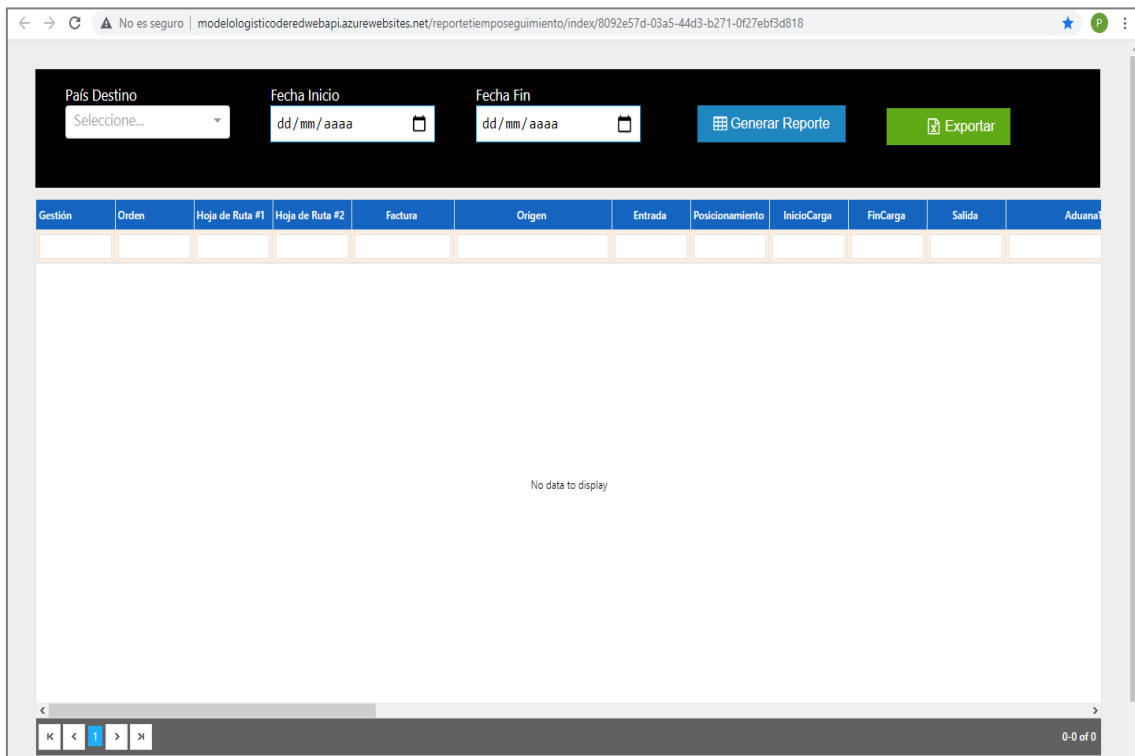 No es seguro | modelologisticoderedwebapi.azurewebsites.net/reportetiemposeguimiento/index/8092e57d-03a5-44d3-b271-0f27ebf3d818 P
País Destino Fecha Inicio Fecha Fin
Seleccione... dd/mm/aaaa dd/mm/aaaa Generar Reporte Exportar
Gestión Orden Hoja de Ruta #1 Hoja de Ruta #2 Factura Origen Entrada Posicionamiento InicioCarga FinCarga Salida Aduana
No data to display
1 0-0 of 0